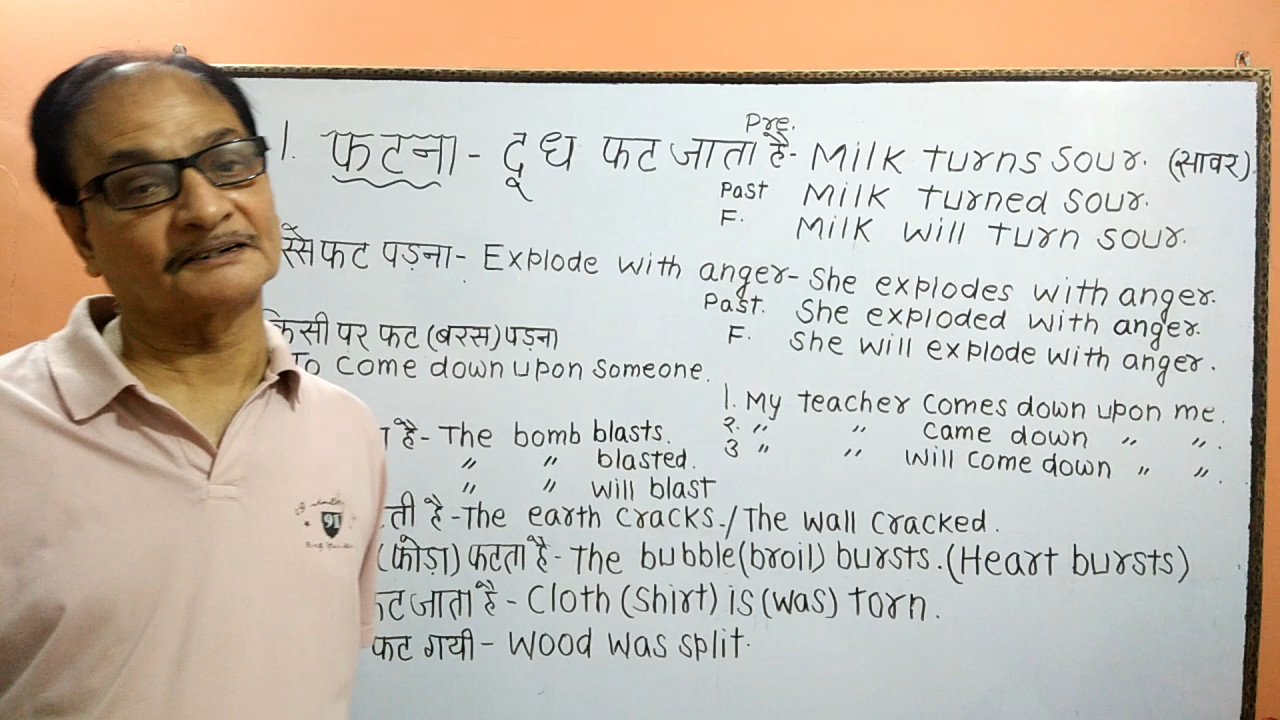 1. फटना - दूध फट जाता है - Pre. Milk turns sour. (सावर)
Past Milk turned sour.
F. Milk will turn sour.
फट पड़ना - Explode with anger - She explodes with anger.
Past. She exploded with anger.
F. She will explode with anger.
किसी पर फट (बरस) पड़ना
To come down upon someone.
1. My teacher comes down upon me.
2. " " came down " ".
3 " " will come down " ".
है - The bomb blasts.
" " blasted.
" " will blast
ती है - The earth cracks. / The wall cracked.
(फोड़ा) फटता है - The bubble (broil) bursts. (Heart bursts)
फट जाता है - Cloth (shirt) is (was) torn.
फट गयी - Wood was split.
91